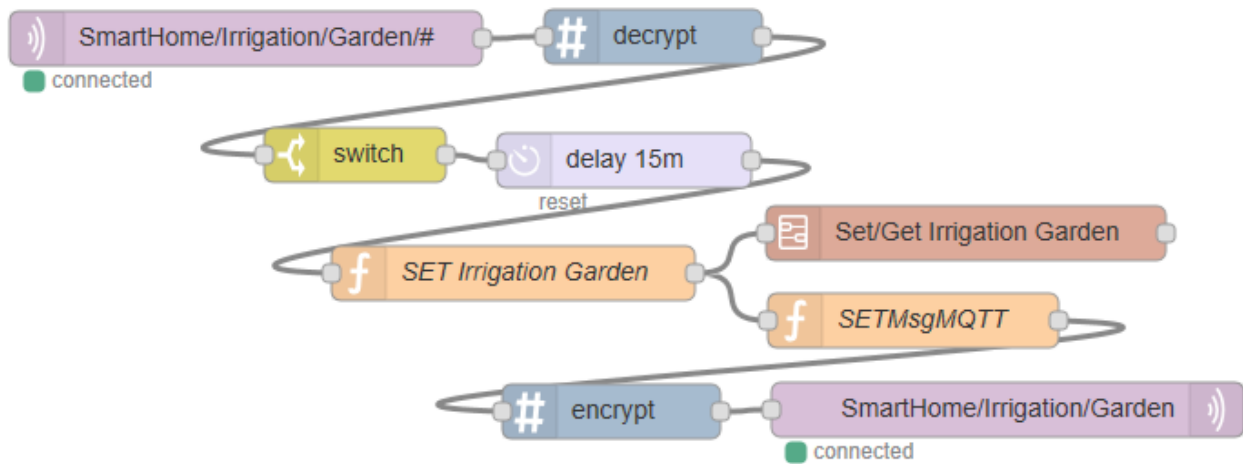 SmartHome/Irrigation/Garden/#
decrypt
connected
switch
delay 15m
reset
Set/Get Irrigation Garden
SET Irrigation Garden
SETMsgMQTT
encrypt
SmartHome/Irrigation/Garden
connected